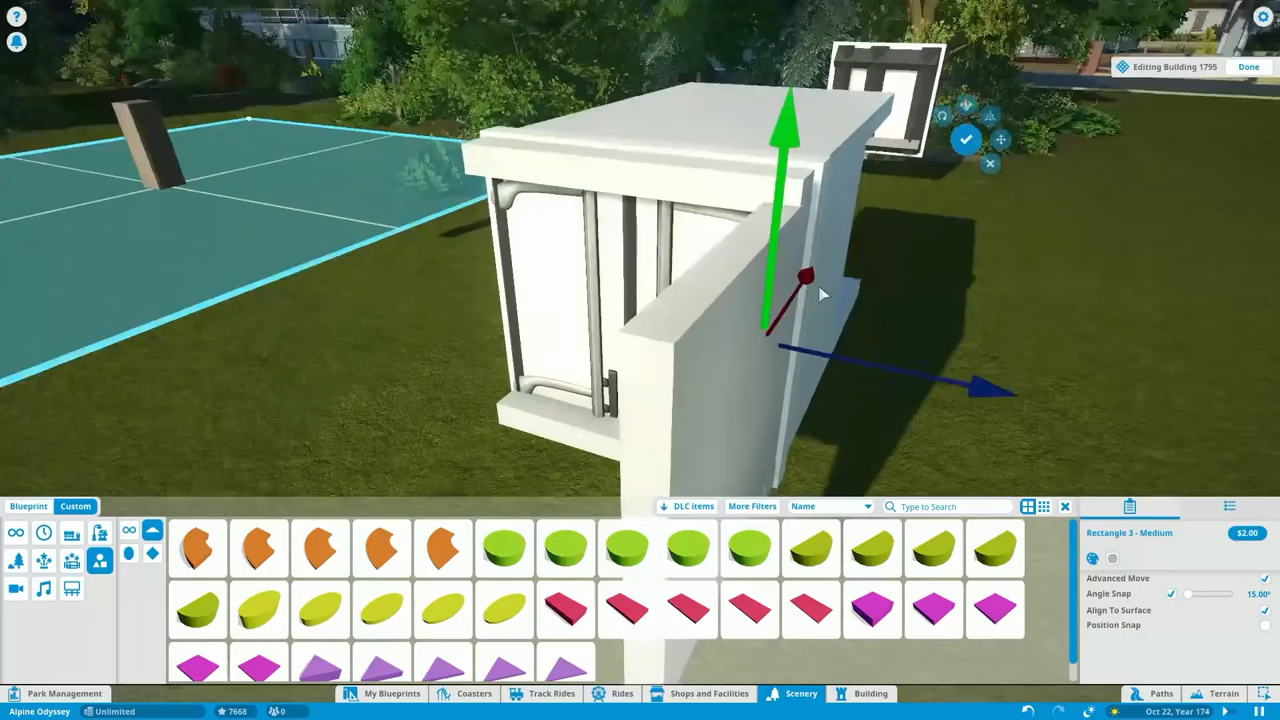 ?
Editing Building 1795 Done
Blueprint Custom
DLC items More Filters Name Type to Search
Rectangle 3 - Medium $2.00
Advanced Move
Angle Snap 15.00°
Align To Surface
Position Snap
Park Management My Blueprints Coasters Track Rides Rides Shops and Facilities Scenery Building Paths Terrain
Alpine Odyssey Unlimited 7668 0 Oct 22, Year 174